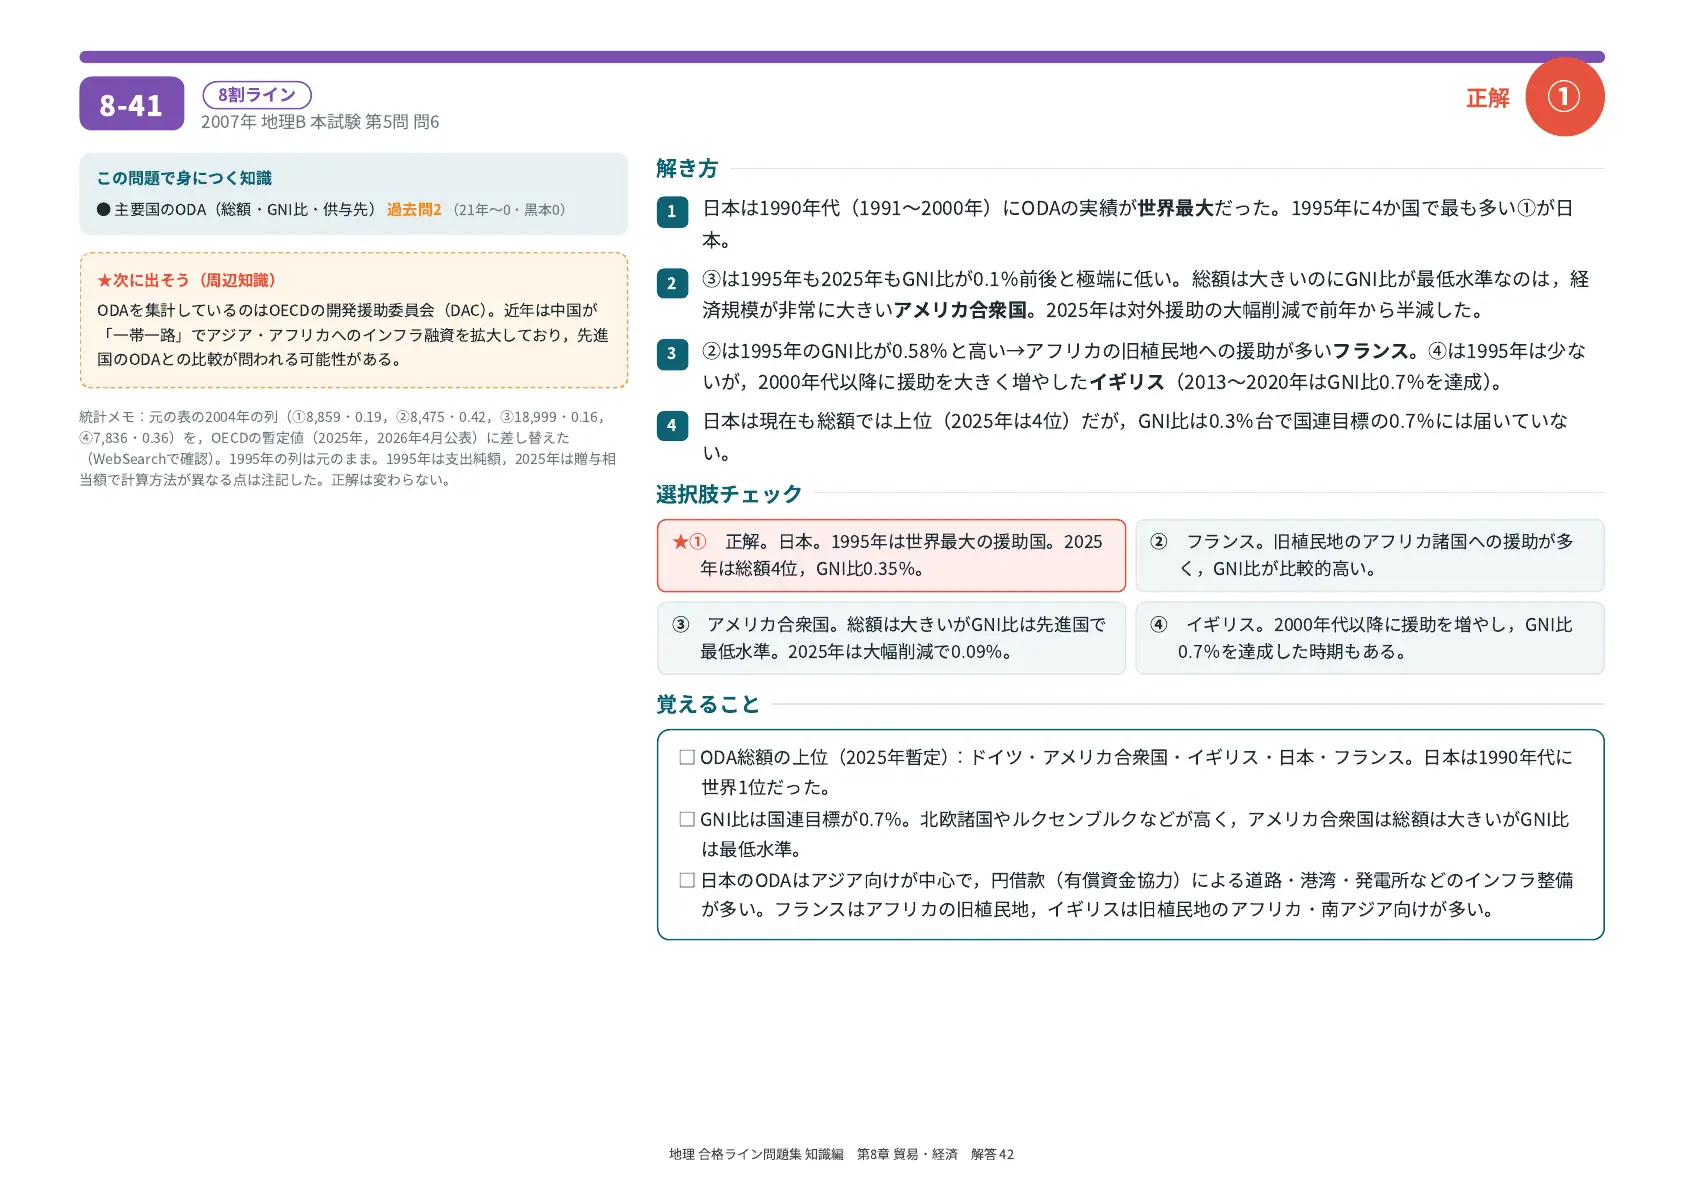 8-41
8割ライン
2007年 地理B 本試験 第5問 問6
正解
①
この問題で身につく知識
●主要国のODA（総額・GNI比・供与先） 過去問2 （21年〜0・黒本0）
★次に出そう（周辺知識）
ODAを集計しているのはOECDの開発援助委員会（DAC）。近年は中国が
「一帯一路」でアジア・アフリカへのインフラ融資を拡大しており，先進
国のODAとの比較が問われる可能性がある。
統計メモ：元の表の2004年の列（①8,859・0.19，②8,475・0.42，③18,999・0.16，
④7,836・0.36）を，OECDの暫定値（2025年，2026年4月公表）に差し替えた
（WebSearchで確認）。1995年の列は元のまま。1995年は支出純額，2025年は贈与相
当額で計算方法が異なる点は注記した。正解は変わらない。
解き方
1 日本は1990年代（1991〜2000年）にODAの実績が世界最大だった。1995年に4か国で最も多い①が日
本。
2 ③は1995年も2025年もGNI比が0.1％前後と極端に低い。総額は大きいのにGNI比が最低水準なのは，経
済規模が非常に大きいアメリカ合衆国。2025年は対外援助の大幅削減で前年から半減した。
3 ②は1995年のGNI比が0.58％と高い→アフリカの旧植民地への援助が多いフランス。④は1995年は少な
いが，2000年代以降に援助を大きく増やしたイギリス（2013〜2020年はGNI比0.7％を達成）。
4 日本は現在も総額では上位（2025年は4位）だが，GNI比は0.3％台で国連目標の0.7％には届いていな
い。
選択肢チェック
★① 正解。日本。1995年は世界最大の援助国。2025
年は総額4位，GNI比0.35％。
② フランス。旧植民地のアフリカ諸国への援助が多
く，GNI比が比較的高い。
③ アメリカ合衆国。総額は大きいがGNI比は先進国で
最低水準。2025年は大幅削減で0.09％。
④ イギリス。2000年代以降に援助を増やし，GNI比
0.7％を達成した時期もある。
覚えること
□ ODA総額の上位（2025年暫定）：ドイツ・アメリカ合衆国・イギリス・日本・フランス。日本は1990年代に
世界1位だった。
□ GNI比は国連目標が0.7％。北欧諸国やルクセンブルクなどが高く，アメリカ合衆国は総額は大きいがGNI比
は最低水準。
□ 日本のODAはアジア向けが中心で，円借款（有償資金協力）による道路・港湾・発電所などのインフラ整備
が多い。フランスはアフリカの旧植民地，イギリスは旧植民地のアフリカ・南アジア向けが多い。
地理 合格ライン問題集 知識編 第8章 貿易・経済 解答 42